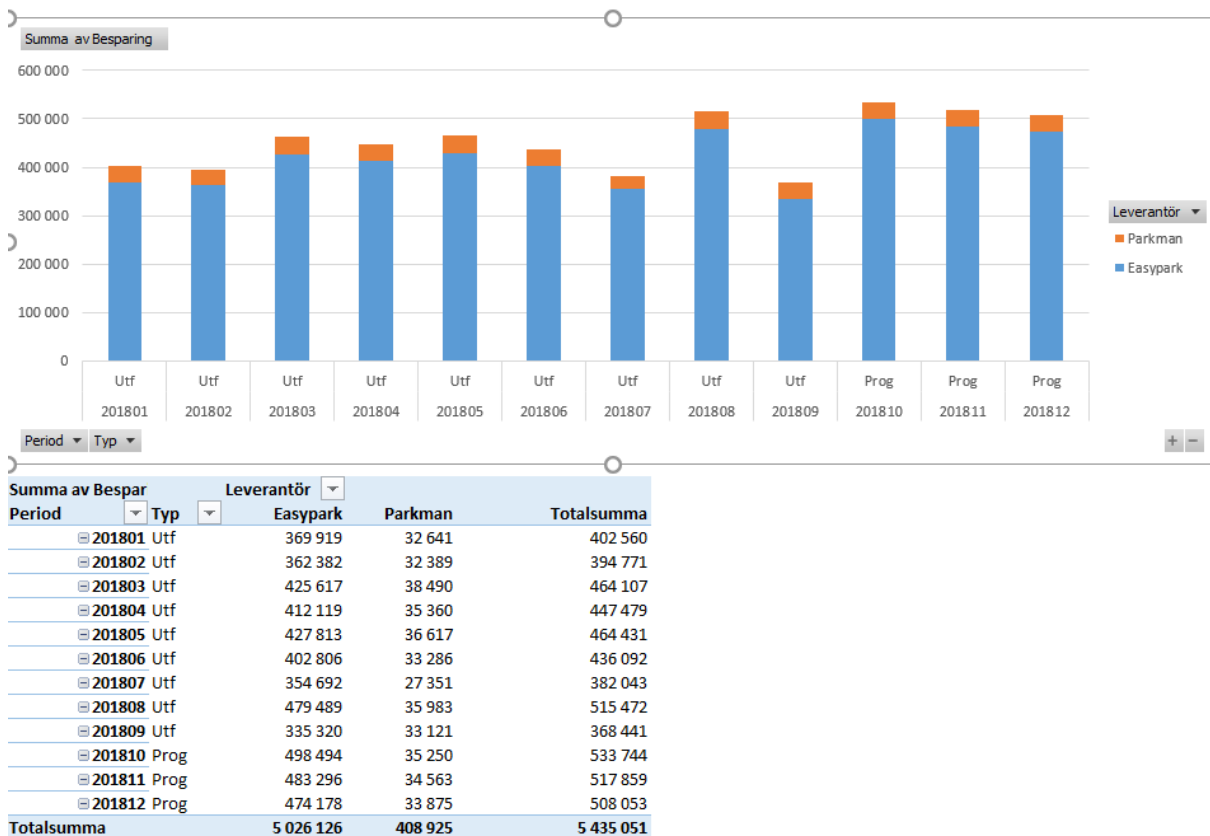 Summa av Besparing
600 000
500 000
400 000
300 000
200 000
100 000
0
Utf Utf Utf Utf Utf Utf Utf Utf Utf Prog Prog Prog
201801 201802 201803 201804 201805 201806 201807 201808 201809 201810 201811 201812
Leverantör
Parkman
Easypark
Period Typ
Summa av Bespar Leverantör
Period Typ Easypark Parkman Totalsumma
201801 Utf 369 919 32 641 402 560
201802 Utf 362 382 32 389 394 771
201803 Utf 425 617 38 490 464 107
201804 Utf 412 119 35 360 447 479
201805 Utf 427 813 36 617 464 431
201806 Utf 402 806 33 286 436 092
201807 Utf 354 692 27 351 382 043
201808 Utf 479 489 35 983 515 472
201809 Utf 335 320 33 121 368 441
201810 Prog 498 494 35 250 533 744
201811 Prog 483 296 34 563 517 859
201812 Prog 474 178 33 875 508 053
Totalsumma 5 026 126 408 925 5 435 051